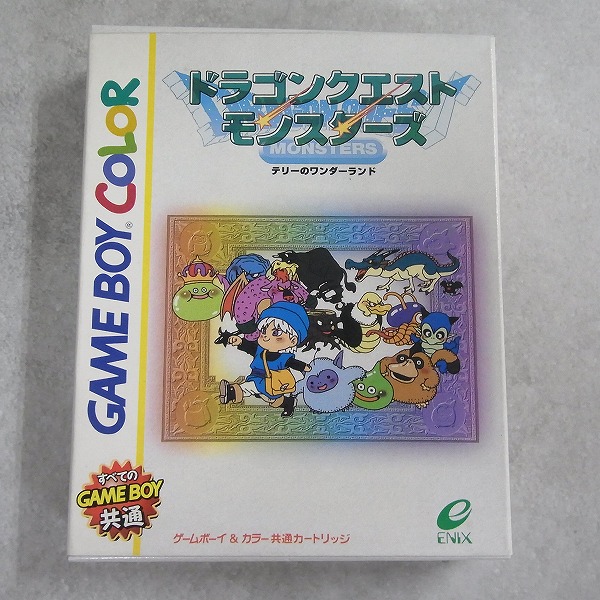 GAME BOY COLOR
ドラゴンクエスト
モンスターズ
MONSTERS
テリーのワンダーランド
すべての
GAME BOY
共通
ゲームボーイ & カラー共通カートリッジ
ENIX